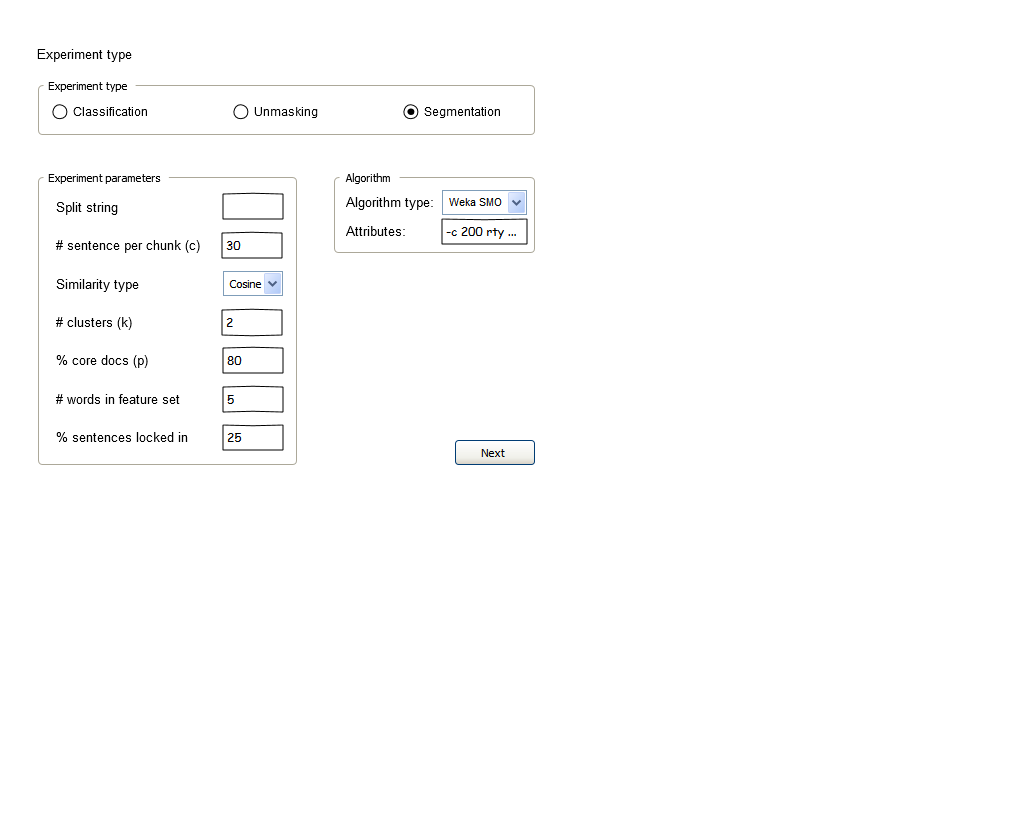 Experiment type
Experiment type
Classification Unmasking Segmentation
Experiment parameters
Split string
# sentence per chunk (c) 30
Similarity type Cosine
# clusters (k) 2
% core docs (p) 80
# words in feature set 5
% sentences locked in 25
Algorithm
Algorithm type: Weka SMO
Attributes: -c 200 rty ...
Next